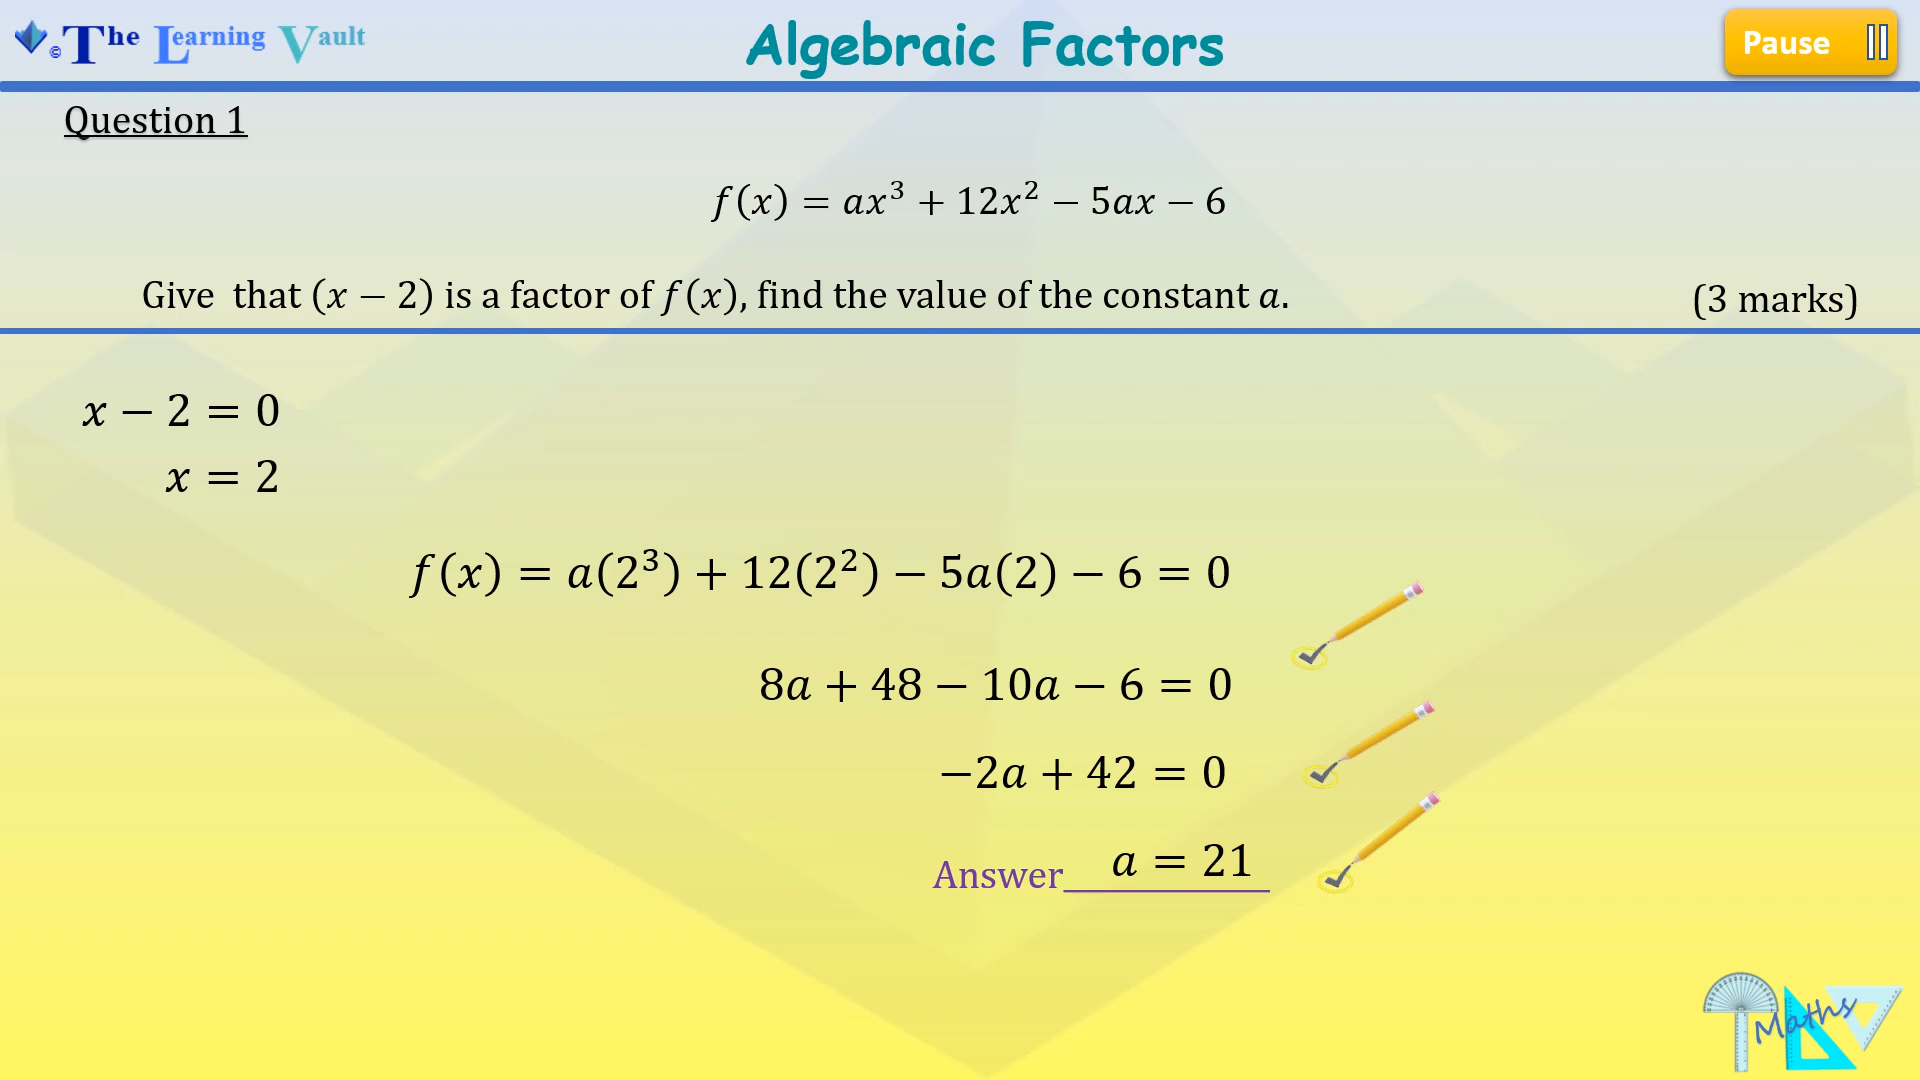 © The Learning Vault
Algebraic Factors
Pause
Question 1
f(x) = ax³ + 12x² − 5ax − 6
Give that (x − 2) is a factor of f(x), find the value of the constant a.
(3 marks)
x − 2 = 0
x = 2
f(x) = a(2³) + 12(2²) − 5a(2) − 6 = 0
8a + 48 − 10a − 6 = 0
−2a + 42 = 0
Answer a = 21
Maths